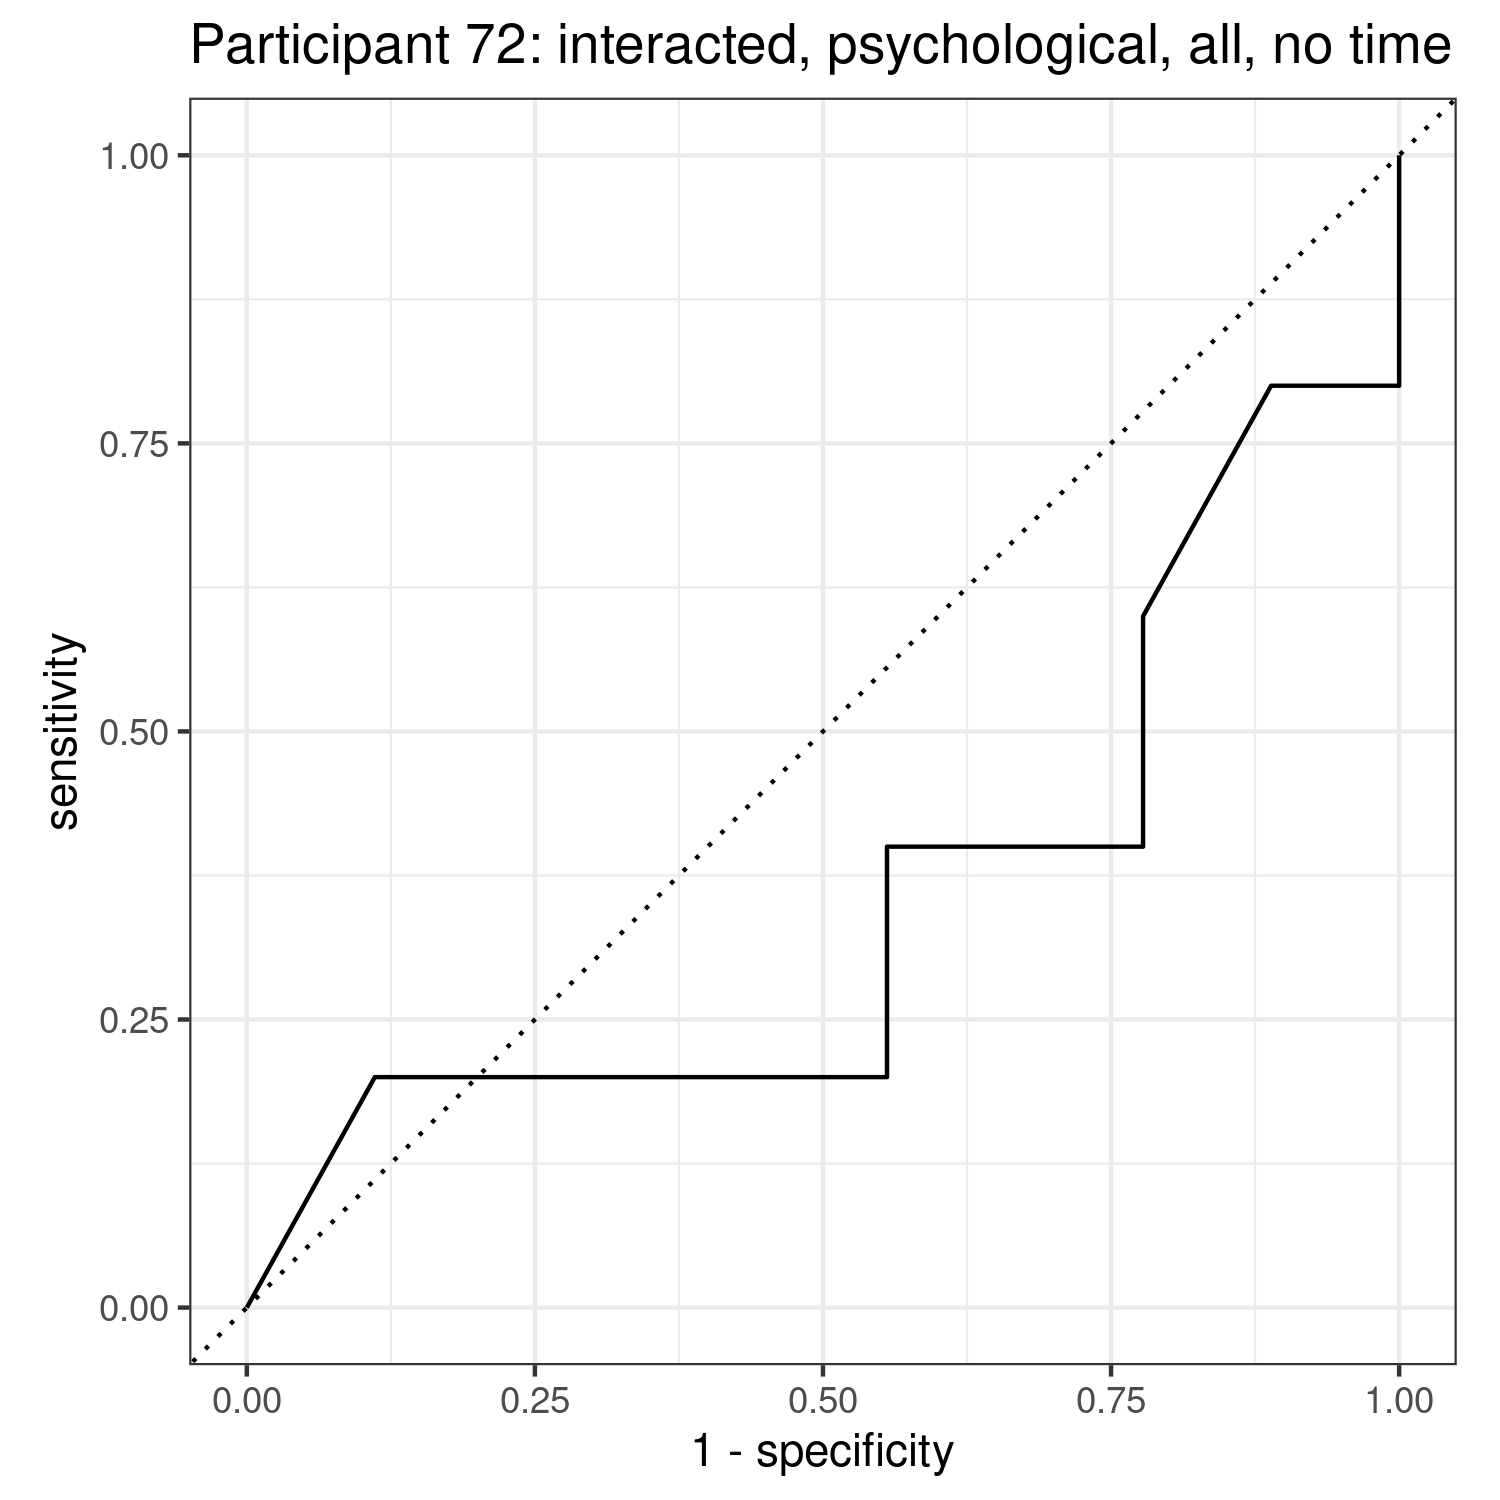 Participant 72: interacted, psychological, all, no time
1.00
0.75
0.50
0.25
0.00
sensitivity
0.00 0.25 0.50 0.75 1.00
1 - specificity